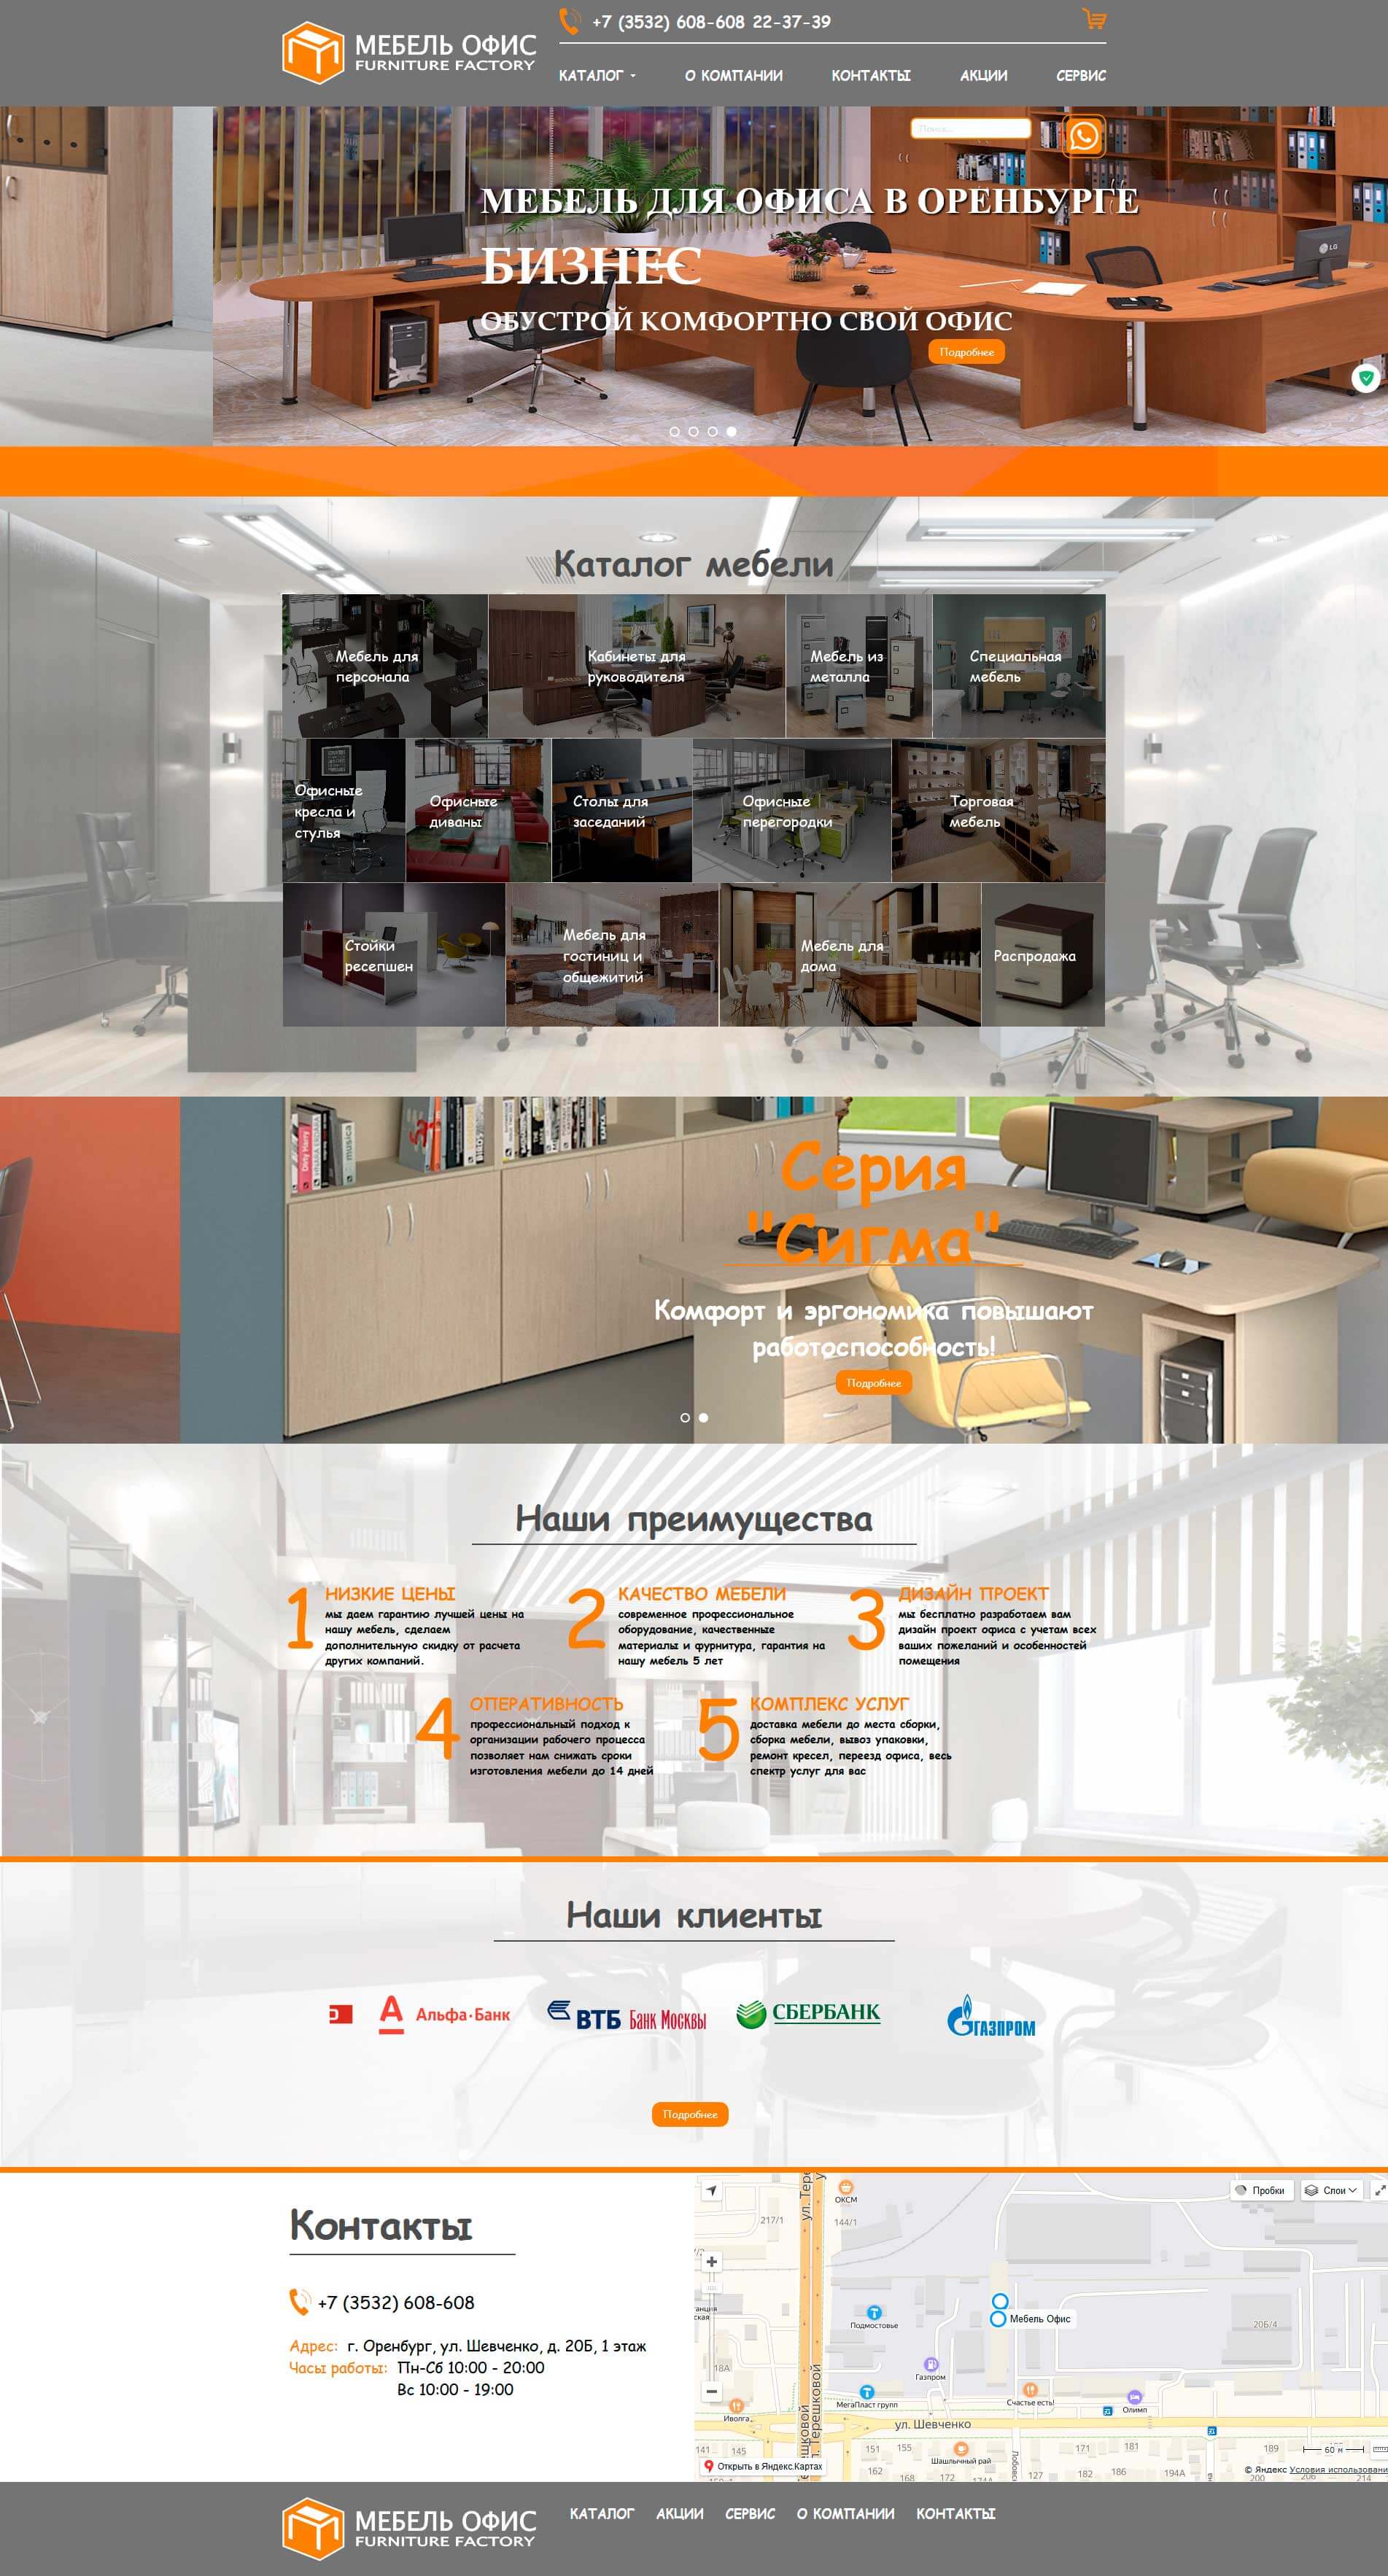 МЕБЕЛЬ ОФИС
FURNITURE FACTORY
+7 (3532) 608-608 22-37-39
КАТАЛОГ
О КОМПАНИИ
КОНТАКТЫ
АКЦИИ
СЕРВИС
Поиск...
МЕБЕЛЬ ДЛЯ ОФИСА В ОРЕНБУРГЕ
БИЗНЕС
ОБУСТРОЙ КОМФОРТНО СВОЙ ОФИС
Подробнее
LG
Каталог мебели
Мебель для
персонала
Кабинеты для
руководителя
Мебель из
металла
Специальная
мебель
Офисные
кресла и
стулья
Офисные
диваны
Столы для
заседаний
Офисные
перегородки
Торговая
мебель
Стойки
ресепшен
Мебель для
гостиниц и
общежитий
Мебель для
дома
Распродажа
Серия
"Сигма"
Комфорт и эргономика повышают
работоспособность!
Подробнее
Наши преимущества
1
НИЗКИЕ ЦЕНЫ
мы даем гарантию лучшей цены на
нашу мебель, сделаем
дополнительную скидку от расчета
других компаний.
2
КАЧЕСТВО МЕБЕЛИ
современное профессиональное
оборудование, качественные
материалы и фурнитура, гарантия на
нашу мебель 5 лет
3
ДИЗАЙН ПРОЕКТ
мы бесплатно разработаем вам
дизайн проект офиса с учетам всех
ваших пожеланий и особенностей
помещения
4
ОПЕРАТИВНОСТЬ
профессиональный подход к
организации рабочего процесса
позволяет нам снижать сроки
изготовления мебели до 14 дней
5
КОМПЛЕКС УСЛУГ
доставка мебели до места сборки,
сборка мебели, вывоз упаковки,
ремонт кресел, переезд офиса, весь
спектр услуг для вас
Наши клиенты
Альфа·Банк
ВТБ Банк Москвы
СБЕРБАНК
ГАЗПРОМ
Подробнее
Контакты
+7 (3532) 608-608
Адрес: г. Оренбург, ул. Шевченко, д. 20Б, 1 этаж
Часы работы: Пн-Сб 10:00 - 20:00
Вс 10:00 - 19:00
ОКСМ
217/1
144/1
Пробки
Слои
Мебель Офис
Подмостовье
20Б/4
18А
Газпром
МегаПласт групп
Счастье есть!
Олимп
Иволга
ул. Шевченко
141
145
151
155
Шашлычный рай
171
181
189
60 м
Открыть в Яндекс.Картах
162
168
172
127
182
186
194А
200
206
214
© Яндекс Условия использовани
МЕБЕЛЬ ОФИС
FURNITURE FACTORY
КАТАЛОГ
АКЦИИ
СЕРВИС
О КОМПАНИИ
КОНТАКТЫ